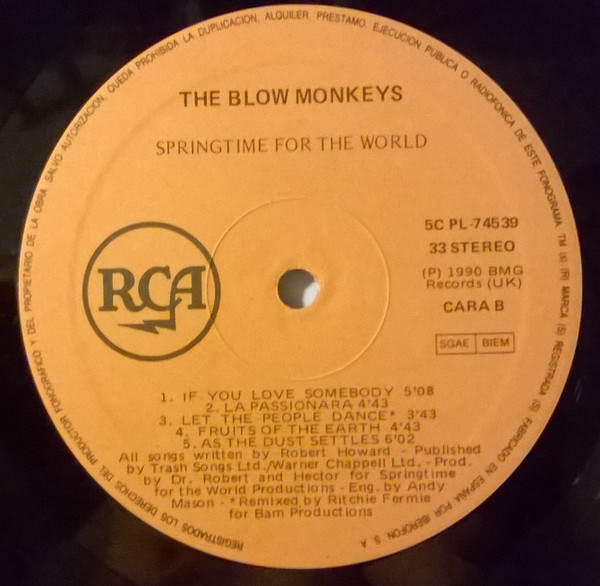 REGISTRADOS LOS DERECHOS DEL PRODUCTOR FONOGRAFICO Y DEL PROPIETARIO DE LA OBRA. SALVO AUTORIZACION, QUEDA PROHIBIDA LA DUPLICACION, ALQUILER, PRESTAMO, EJECUCION PUBLICA O RADIOFONICA DE ESTE FONOGRAMA. TM (K) (R) MARCA (S) REGISTRADA (S) FABRICADO EN ESPAÑA POR IBEROFON, S. A.
THE BLOW MONKEYS
SPRINGTIME FOR THE WORLD
5C PL-74539
33 STEREO
(P) 1990 BMG
Records (UK)
CARA B
RCA
SGAE BIEM
1. IF YOU LOVE SOMEBODY 5'08
2. LA PASSIONARA 4'43
3. LET THE PEOPLE DANCE* 3'43
4. FRUITS OF THE EARTH 4'43
5. AS THE DUST SETTLES 6'02
All songs written by Robert Howard - Published
by Trash Songs Ltd./Warner Chappell Ltd. - Prod.
by Dr. Robert and Hector for Springtime
for the World Productions - Eng. by Andy
Mason - *Remixed by Ritchie Fermie
for Bam Productions